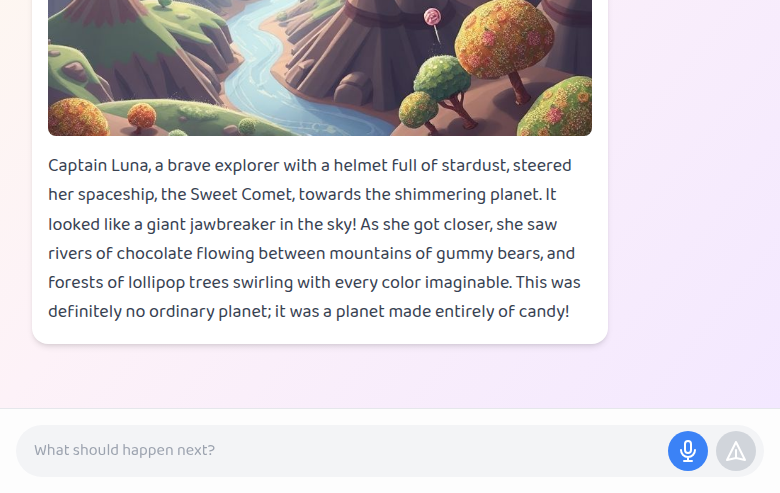 Captain Luna, a brave explorer with a helmet full of stardust, steered
her spaceship, the Sweet Comet, towards the shimmering planet. It
looked like a giant jawbreaker in the sky! As she got closer, she saw
rivers of chocolate flowing between mountains of gummy bears, and
forests of lollipop trees swirling with every color imaginable. This was
definitely no ordinary planet; it was a planet made entirely of candy!
What should happen next?